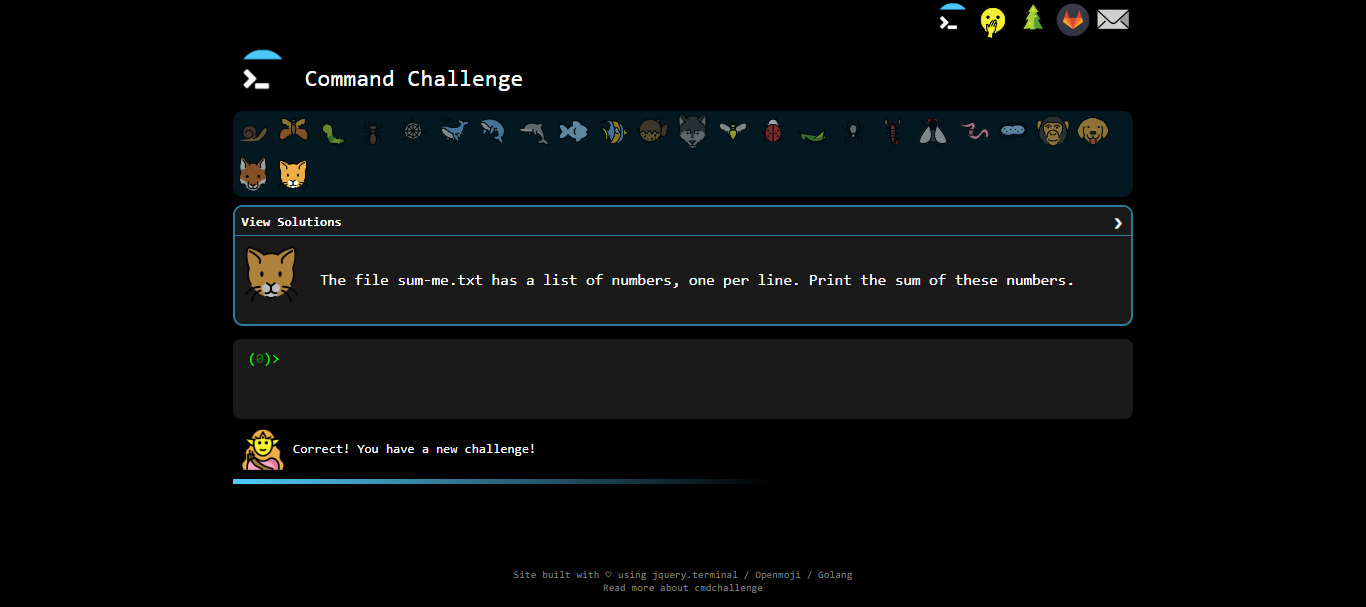 Command Challenge
View Solutions
The file sum-me.txt has a list of numbers, one per line. Print the sum of these numbers.
(0)>
Correct! You have a new challenge!
Site built with ♡ using jquery.terminal / Openmoji / Golang
Read more about cmdchallenge